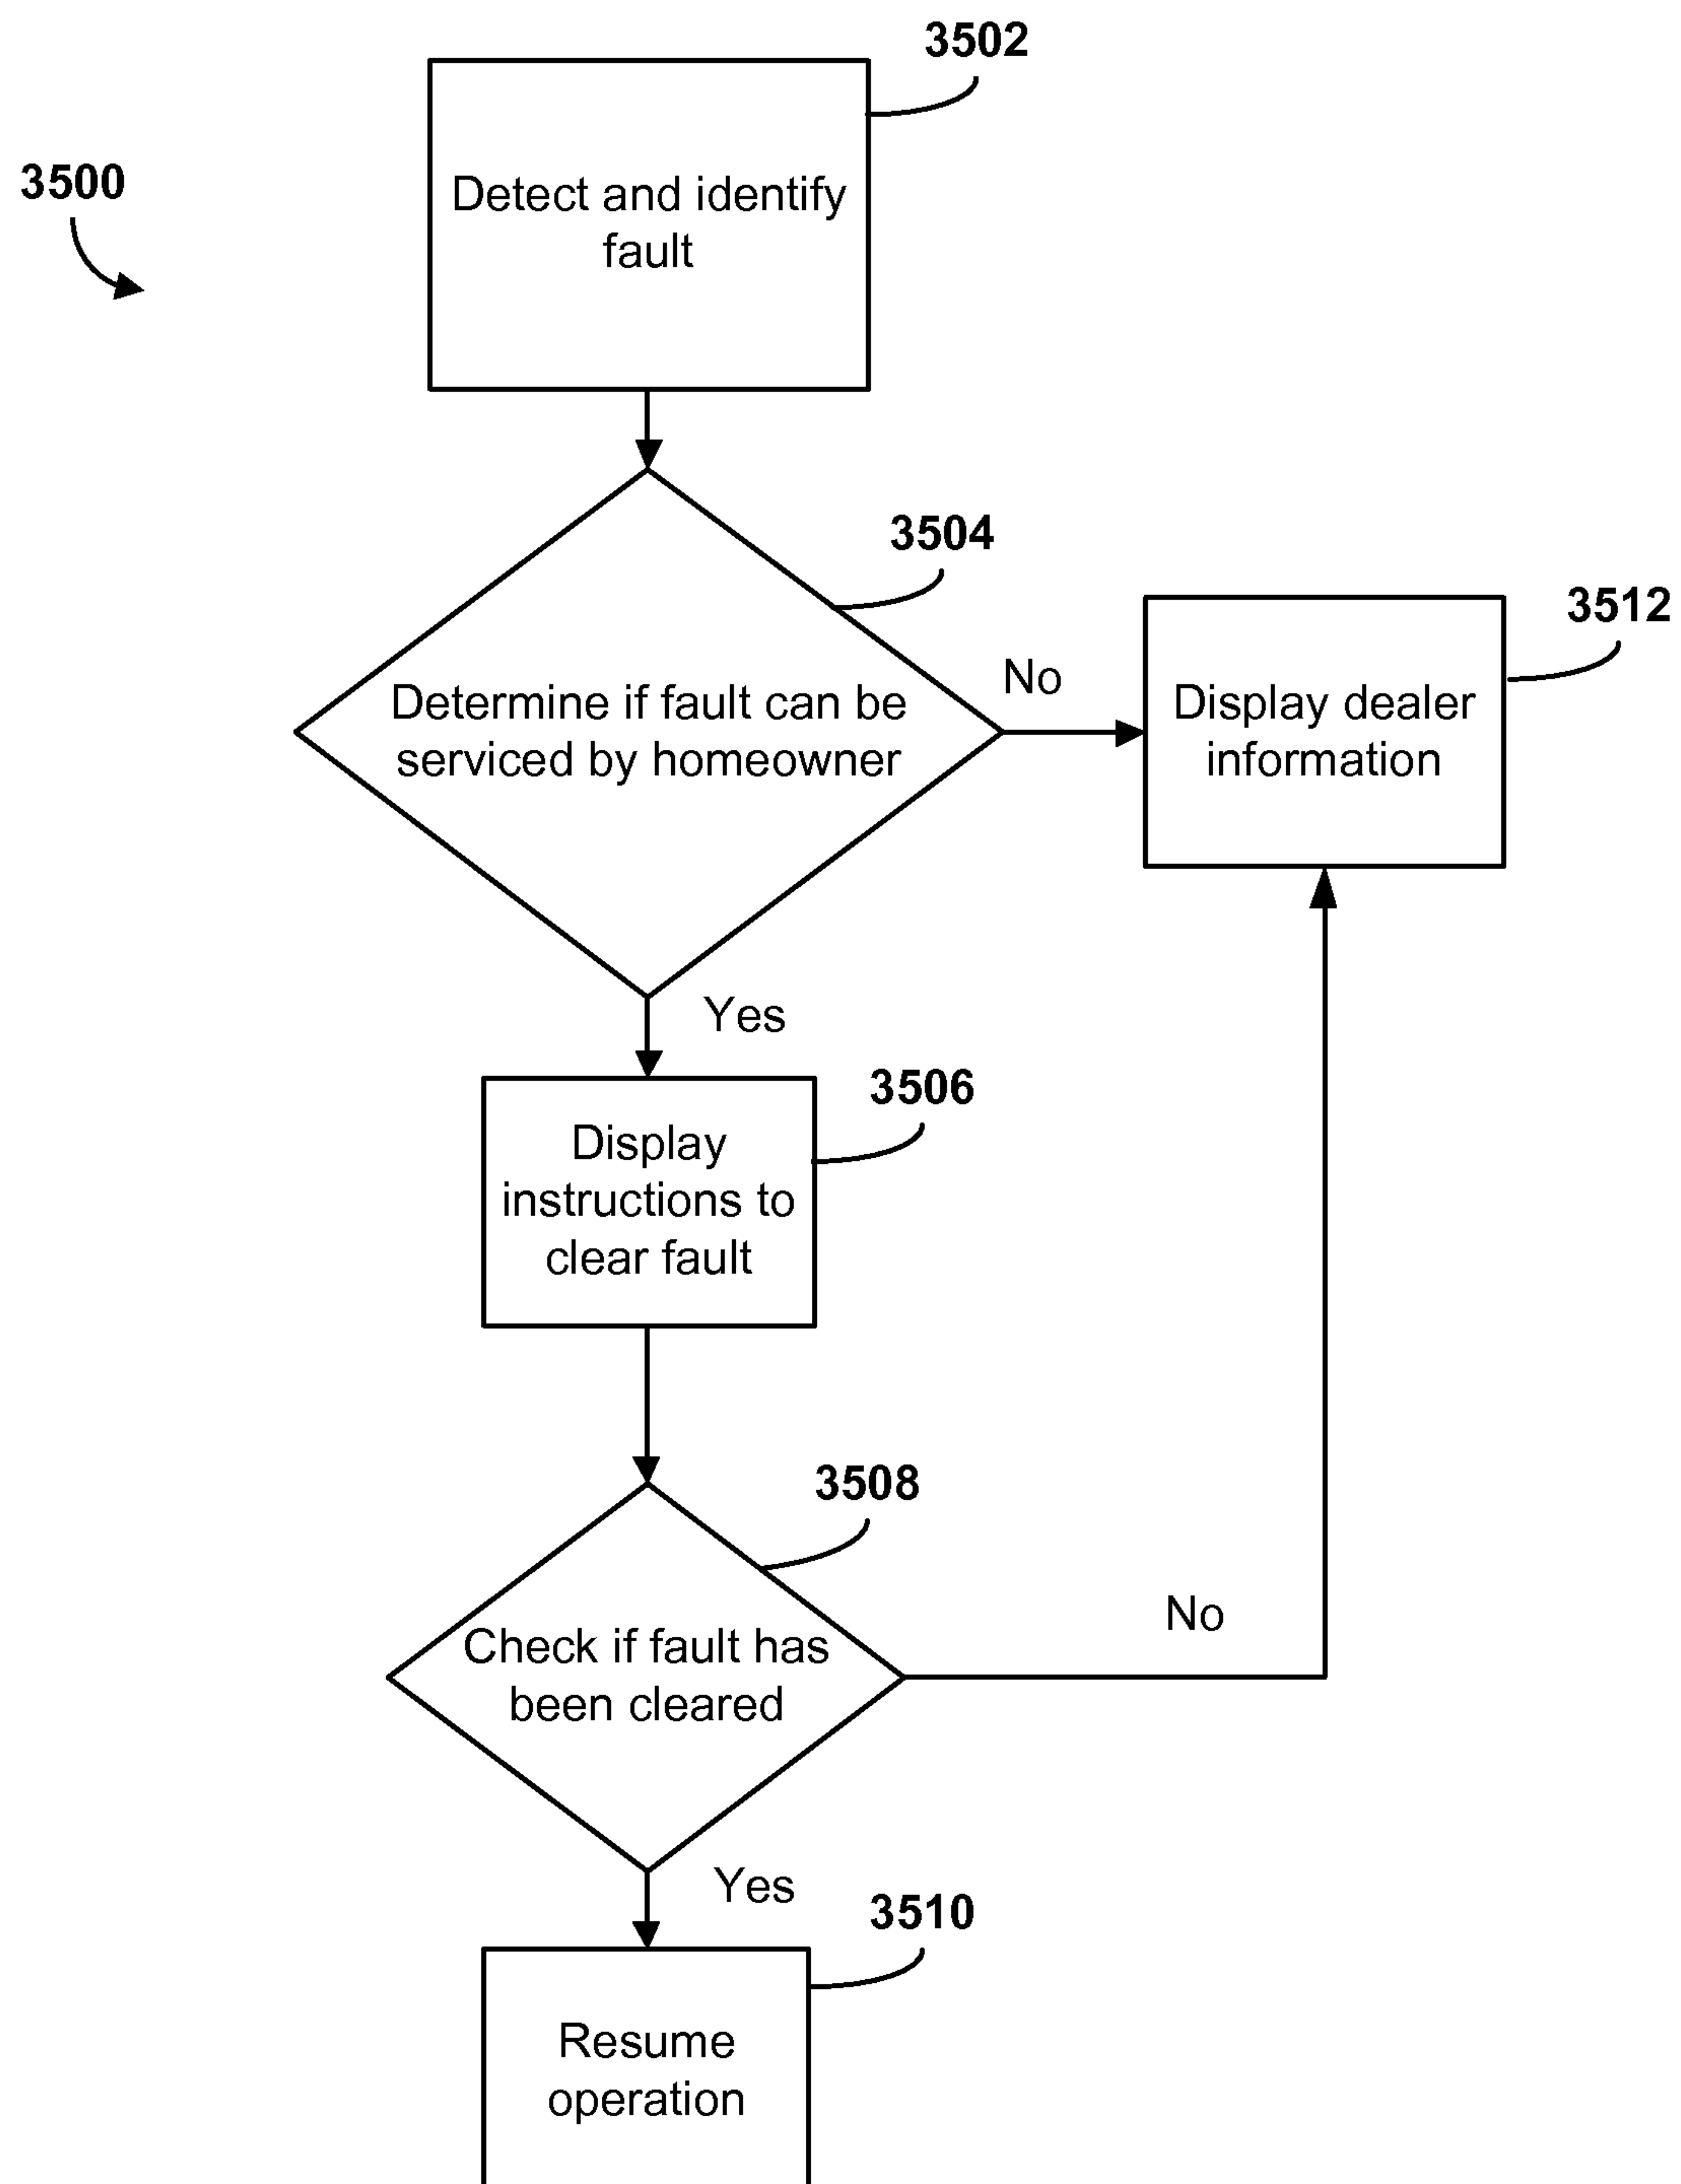 3502
3500
Detect and identify
fault
3504
3512
No
Determine if fault can be
serviced by homeowner
Display dealer
information
Yes
3506
Display
instructions to
clear fault
3508
No
Check if fault has
been cleared
Yes
3510
Resume
operation